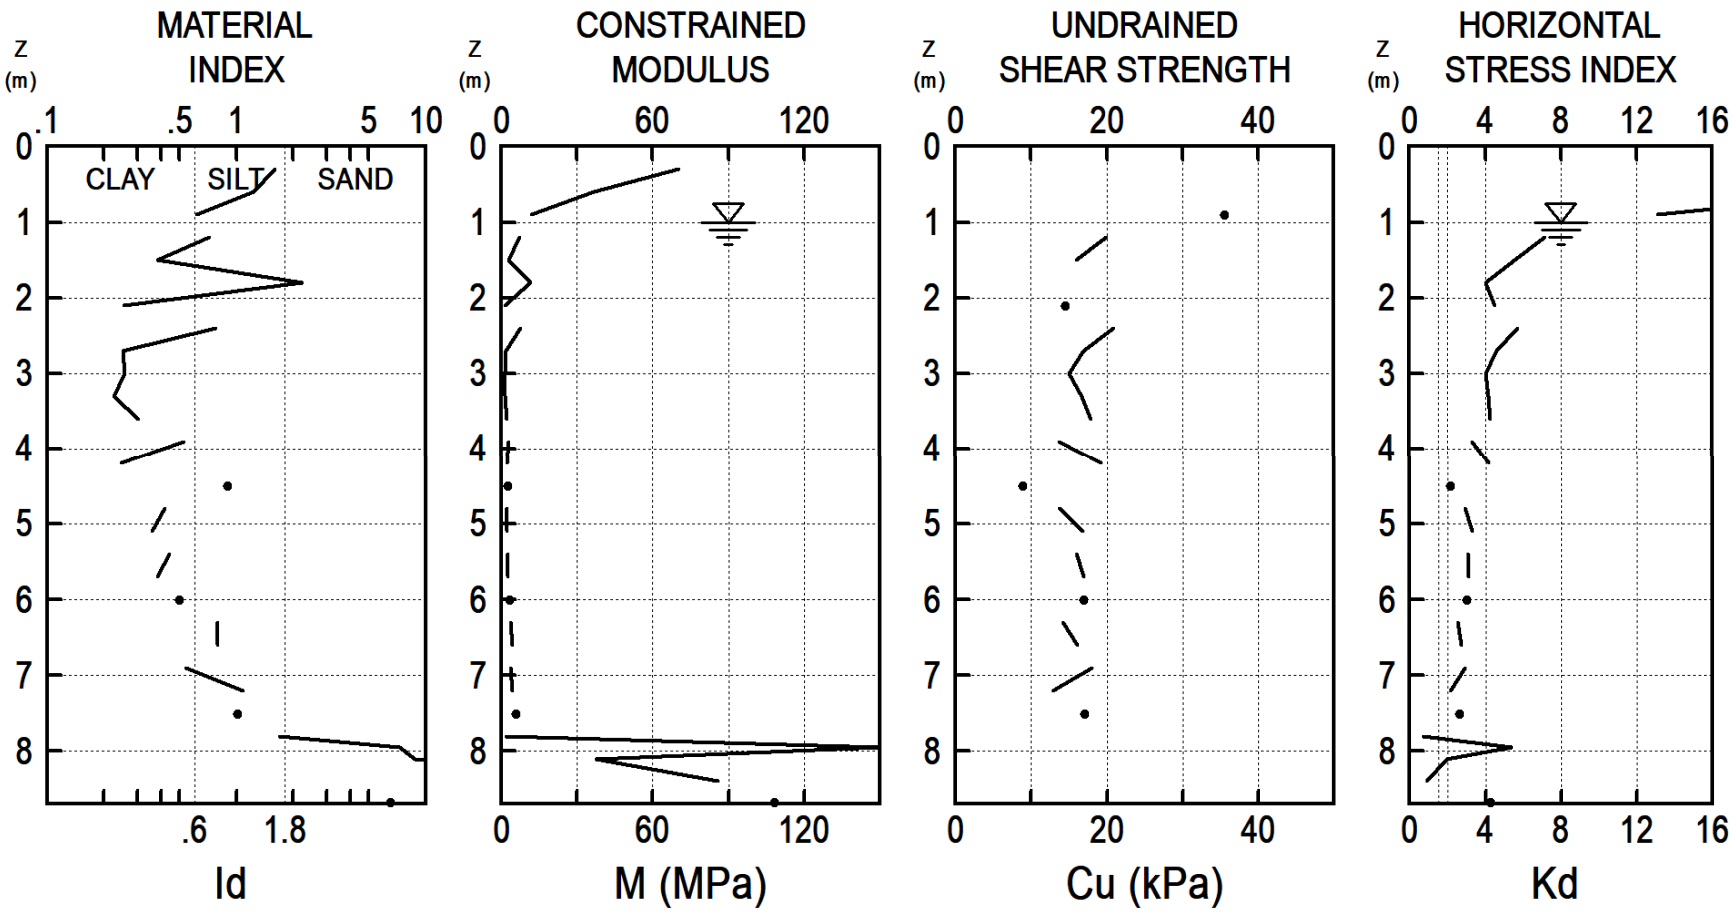 MATERIAL
INDEX
z
(m)
.1 .5 1 5 10
CLAY SILT SAND
0
1
2
3
4
5
6
7
8
.6 1.8
Id
CONSTRAINED
MODULUS
z
(m)
0 60 120
0
1
2
3
4
5
6
7
8
0 60 120
M (MPa)
UNDRAINED
SHEAR STRENGTH
z
(m)
0 20 40
0
1
2
3
4
5
6
7
8
0 20 40
Cu (kPa)
HORIZONTAL
STRESS INDEX
z
(m)
0 4 8 12 16
0
1
2
3
4
5
6
7
8
0 4 8 12 16
Kd